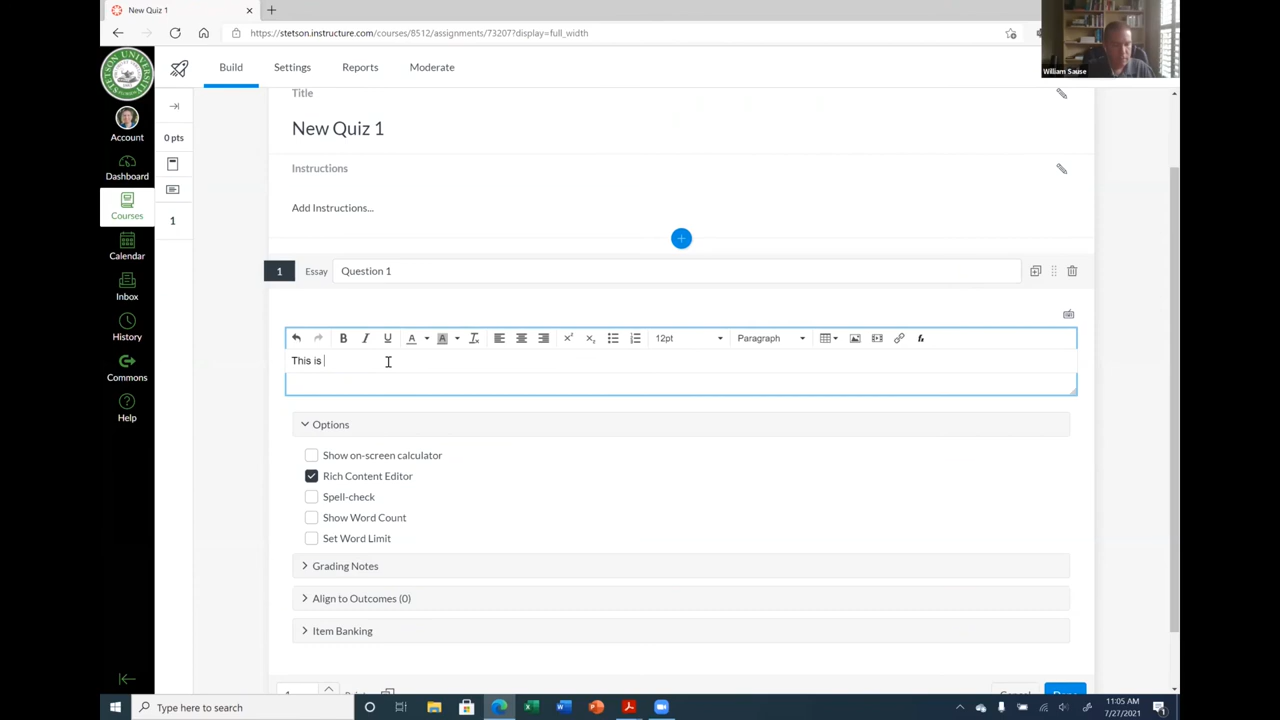 New Quiz 1
https://stetson.instructure.com/courses/8512/assignments/73207?display=full_width
William Sause
STETSON UNIVERSITY
Account
Dashboard
Courses
Calendar
Inbox
History
Commons
Help
0 pts
1
Build
Settings
Reports
Moderate
Title
New Quiz 1
Instructions
Add Instructions...
1
Essay
Question 1
B I U A A
12pt
Paragraph
This is
Options
Show on-screen calculator
Rich Content Editor
Spell-check
Show Word Count
Set Word Limit
Grading Notes
Align to Outcomes (0)
Item Banking
Type here to search
11:05 AM
7/27/2021